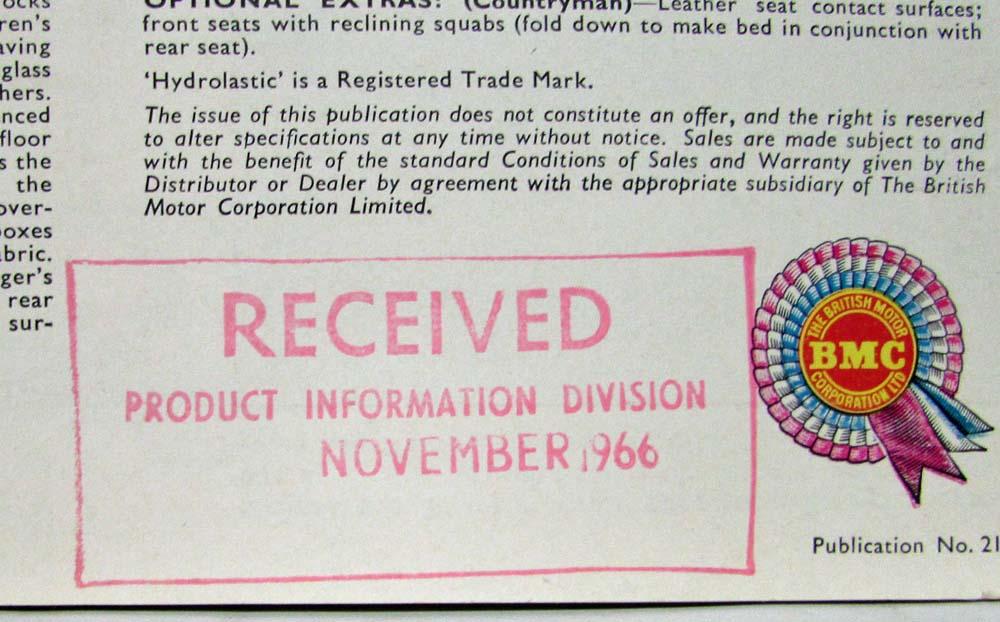 ocks
ren's
aving
glass
hers.
nced
floor
s the
the
over-
boxes
bric.
ger's
rear
sur-
OPTIONAL EXTRAS: (Countryman)—Leather seat contact surfaces;
front seats with reclining squabs (fold down to make bed in conjunction with
rear seat).
'Hydrolastic' is a Registered Trade Mark.
The issue of this publication does not constitute an offer, and the right is reserved
to alter specifications at any time without notice. Sales are made subject to and
with the benefit of the standard Conditions of Sales and Warranty given by the
Distributor or Dealer by agreement with the appropriate subsidiary of The British
Motor Corporation Limited.
RECEIVED
PRODUCT INFORMATION DIVISION
NOVEMBER 1966
THE BRITISH MOTOR
BMC
CORPORATION LTD
Publication No. 21